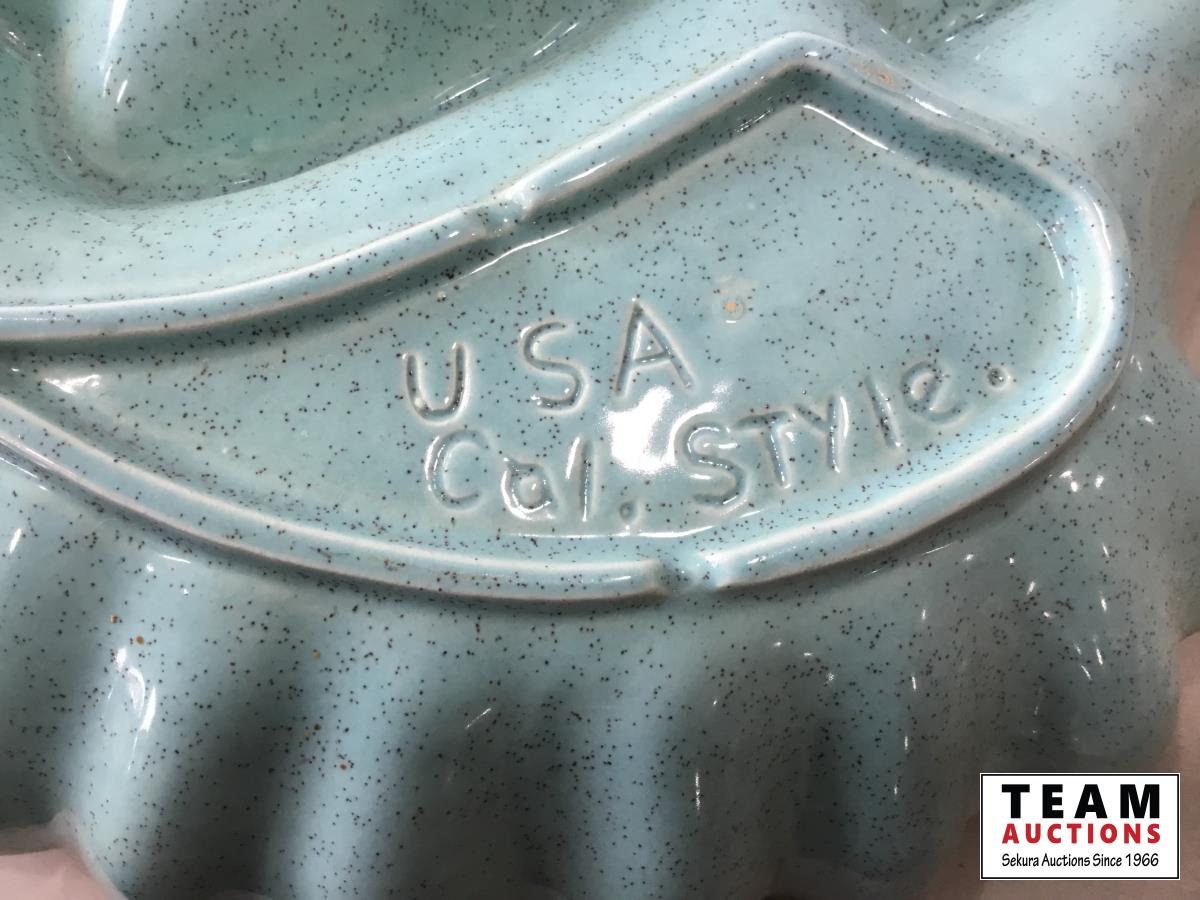 USA
Cal. STyle.
TEAM
AUCTIONS
Sekura Auctions Since 1966